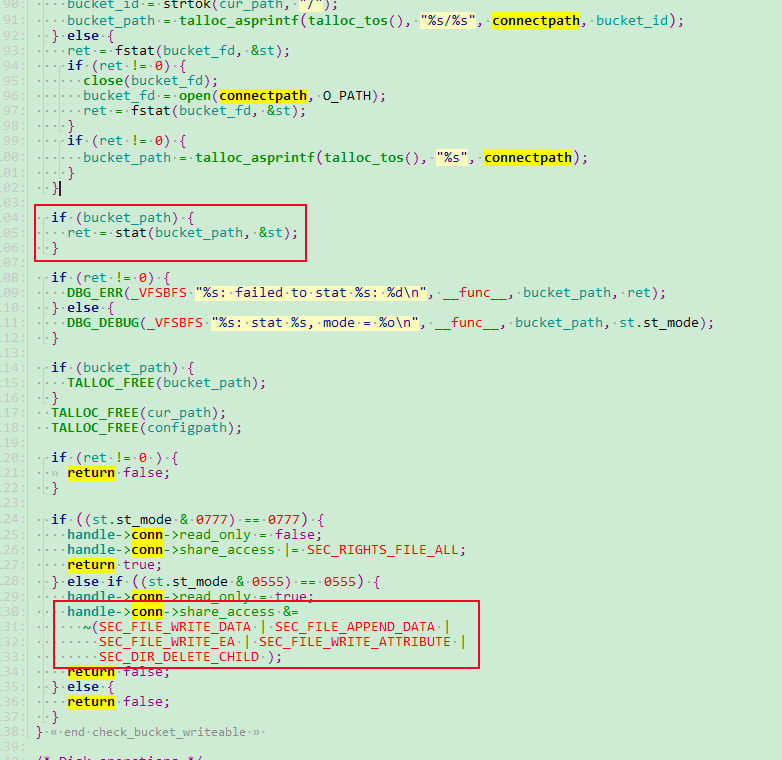 90: bucket_id = strtok(cur_path, "/");
91: bucket_path = talloc_asprintf(talloc_tos(), "%s/%s", connectpath, bucket_id);
92: } else {
93: ret = fstat(bucket_fd, &st);
94: if (ret != 0) {
95: close(bucket_fd);
96: bucket_fd = open(connectpath, O_PATH);
97: ret = fstat(bucket_fd, &st);
98: }
99: if (ret != 0) {
00: bucket_path = talloc_asprintf(talloc_tos(), "%s", connectpath);
01: }
02: }
03:
04: if (bucket_path) {
05: ret = stat(bucket_path, &st);
06: }
07:
08: if (ret != 0) {
09: DBG_ERR(_VFSBFS "%s: failed to stat %s: %d\n", __func__, bucket_path, ret);
10: } else {
11: DBG_DEBUG(_VFSBFS "%s: stat %s, mode = %o\n", __func__, bucket_path, st.st_mode);
12: }
13:
14: if (bucket_path) {
15: TALLOC_FREE(bucket_path);
16: }
17: TALLOC_FREE(cur_path);
18: TALLOC_FREE(configpath);
19:
20: if (ret != 0 ) {
21: » return false;
22: }
23:
24: if ((st.st_mode & 0777) == 0777) {
25: handle->conn->read_only = false;
26: handle->conn->share_access |= SEC_RIGHTS_FILE_ALL;
27: return true;
28: } else if ((st.st_mode & 0555) == 0555) {
29: handle->conn->read_only = true;
30: handle->conn->share_access &=
31: ~(SEC_FILE_WRITE_DATA | SEC_FILE_APPEND_DATA |
32: SEC_FILE_WRITE_EA | SEC_FILE_WRITE_ATTRIBUTE |
33: SEC_DIR_DELETE_CHILD );
34: return false;
35: } else {
36: return false;
37: }
38: } « end check_bucket_writeable »
39: